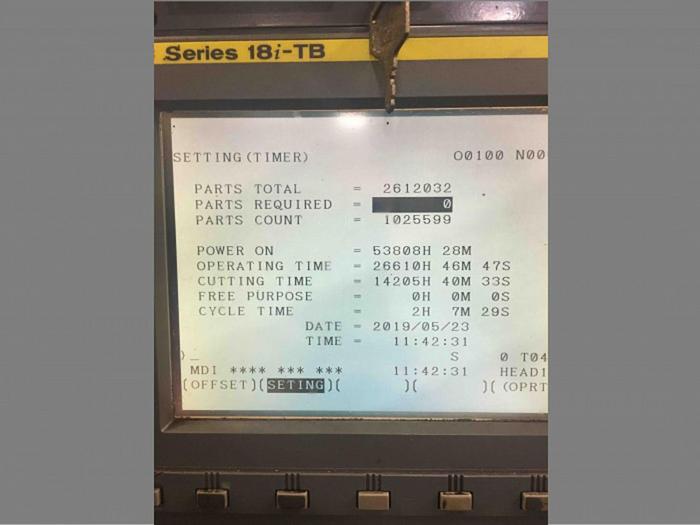 Series 18i-TB
SETTING(TIMER) O0100 N00
PARTS TOTAL = 2612032
PARTS REQUIRED = 0
PARTS COUNT = 1025599
POWER ON = 53808H 28M
OPERATING TIME = 26610H 46M 47S
CUTTING TIME = 14205H 40M 33S
FREE PURPOSE = 0H 0M 0S
CYCLE TIME = 2H 7M 29S
DATE = 2019/05/23
TIME = 11:42:31
)_ S 0 T04
MDI **** *** *** 11:42:31 HEAD1
(OFFSET)(SETING)( )( )((OPRT